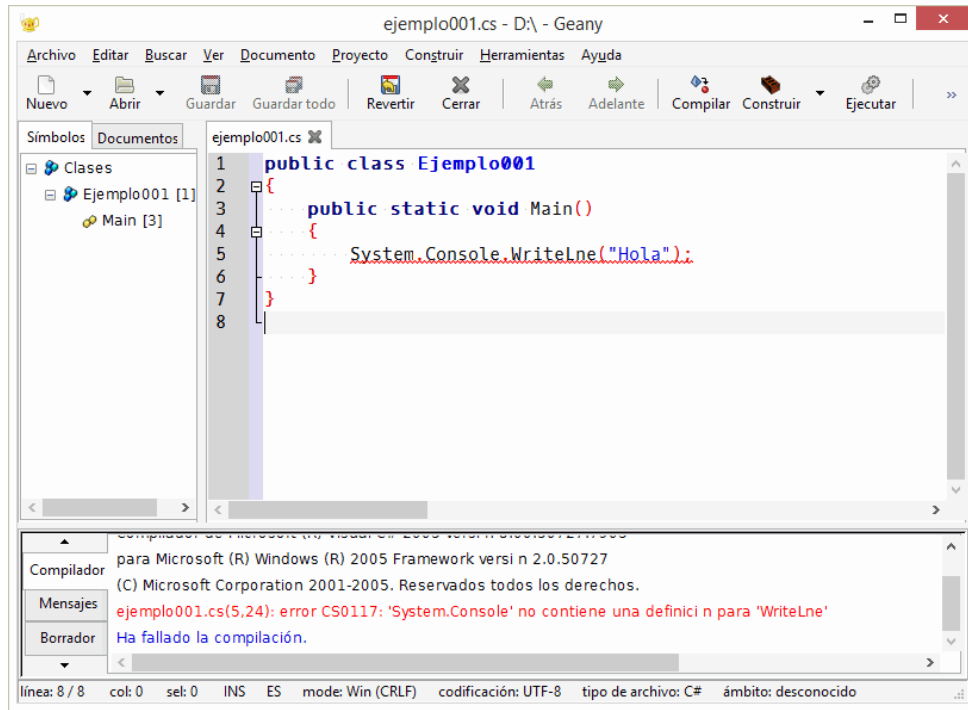 ejemplo001.cs - D:\ - Geany
Archivo Editar Buscar Ver Documento Proyecto Construir Herramientas Ayuda
Nuevo Abrir Guardar Guardar todo Revertir Cerrar Atrás Adelante Compilar Construir Ejecutar »
Símbolos Documentos ejemplo001.cs
Clases
Ejemplo001 [1]
Main [3]
1 public class Ejemplo001
2 {
3 public static void Main()
4 {
5 System.Console.WriteLne("Hola");
6 }
7 }
8
Compilador
Mensajes
Borrador
para Microsoft (R) Windows (R) 2005 Framework versi n 2.0.50727
(C) Microsoft Corporation 2001-2005. Reservados todos los derechos.
ejemplo001.cs(5,24): error CS0117: 'System.Console' no contiene una definici n para 'WriteLne'
Ha fallado la compilación.
línea: 8 / 8 col: 0 sel: 0 INS ES mode: Win (CRLF) codificación: UTF-8 tipo de archivo: C# ámbito: desconocido